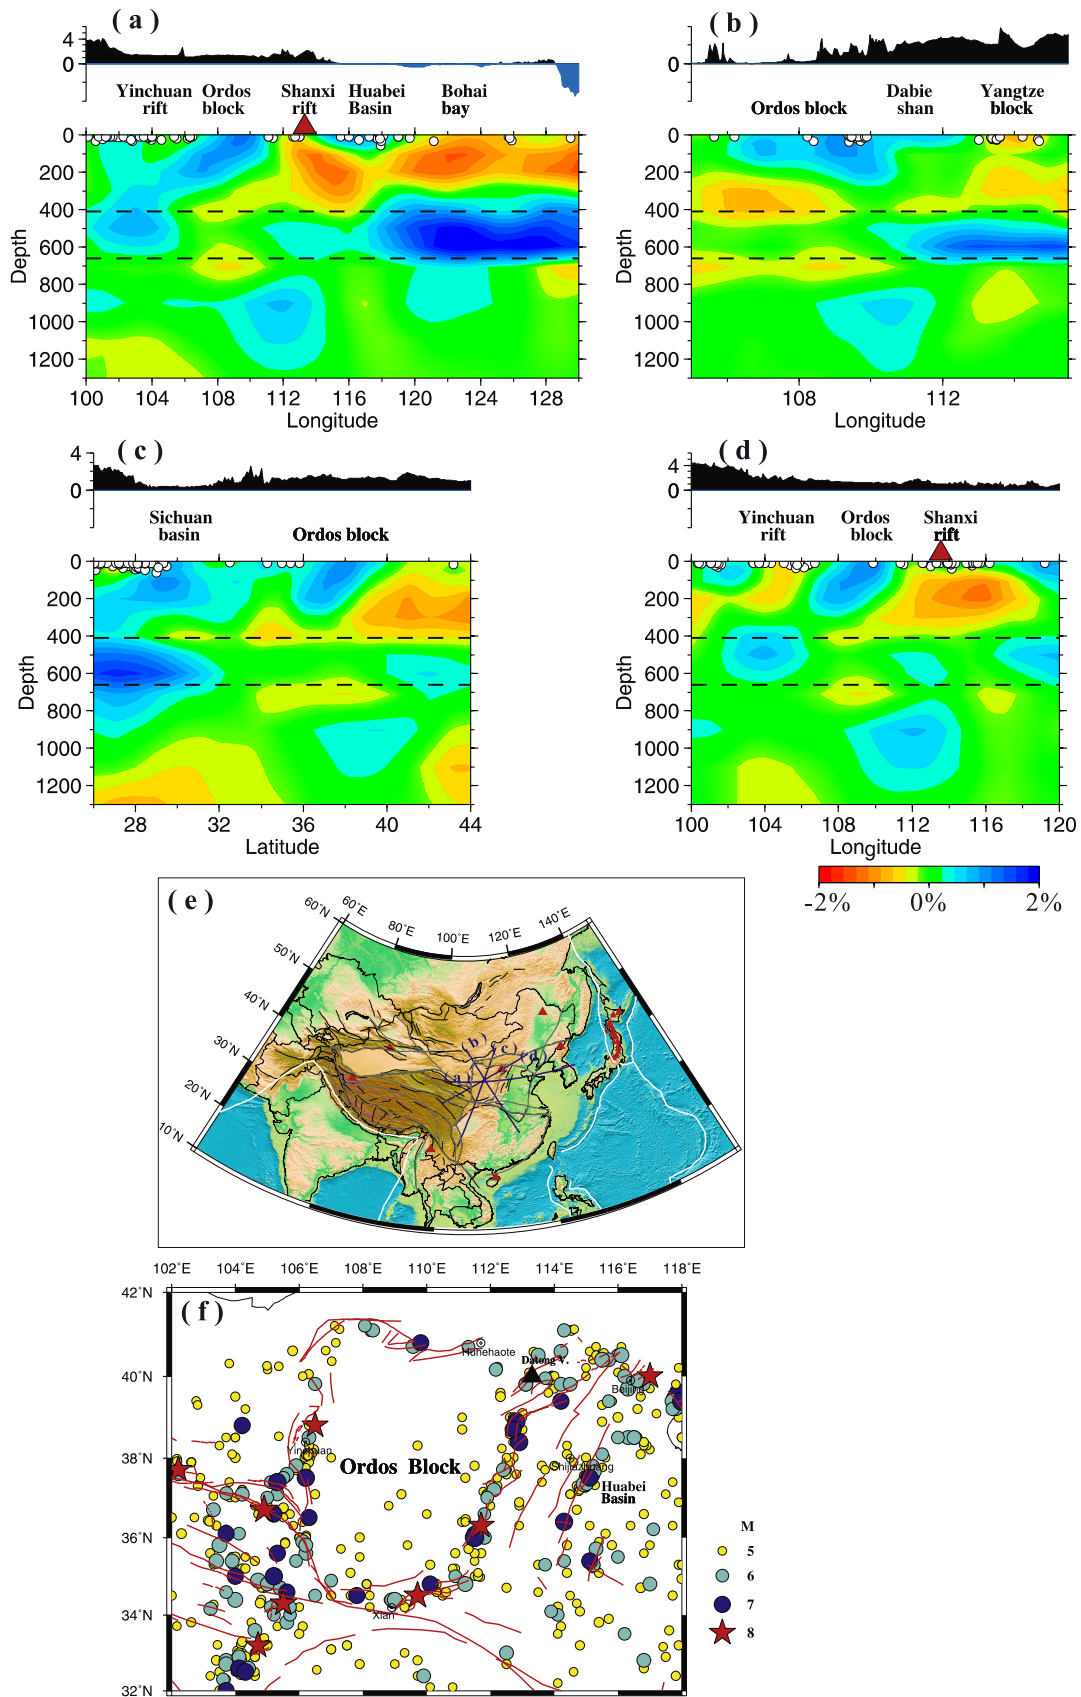 ( a )
4
0
Yinchuan rift
Ordos block
Shanxi rift
Huabei Basin
Bohai bay
0
200
400
600
800
1000
1200
Depth
100 104 108 112 116 120 124 128
Longitude
( b )
4
0
Ordos block
Dabie shan
Yangtze block
0
200
400
600
800
1000
1200
Depth
108 112
Longitude
( c )
4
0
Sichuan basin
Ordos block
0
200
400
600
800
1000
1200
Depth
28 32 36 40 44
Latitude
( d )
4
0
Yinchuan rift
Ordos block
Shanxi rift
0
200
400
600
800
1000
1200
Depth
100 104 108 112 116 120
Longitude
-2% 0% 2%
( e )
60°N 60°E 80°E 100°E 120°E 140°E
50°N
40°N
30°N
20°N
10°N
( b ) ( c ) ( d )
( a )
102°E 104°E 106°E 108°E 110°E 112°E 114°E 116°E 118°E
42°N
40°N
38°N
36°N
34°N
32°N
( f )
Huhehaote
Datong V.
Beijing
Yinchuan
Ordos Block
Shijiazhuang
Huabei
Basin
Xian
M
5
6
7
8